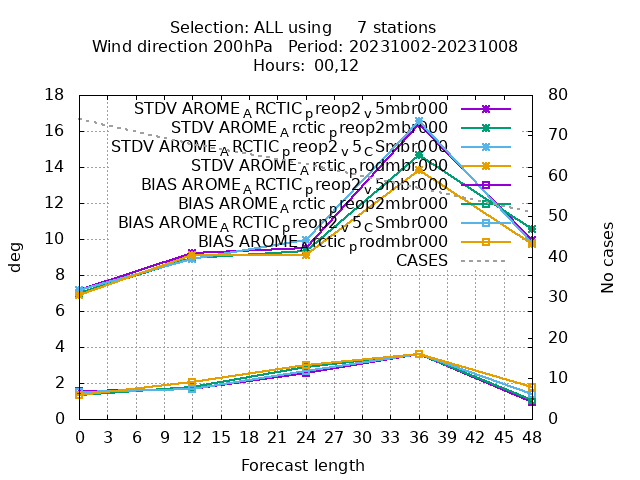 Selection: ALL using 7 stations
Wind direction 200hPa Period: 20231002-20231008
Hours: 00,12
STDV AROME_ARCTIC_preop2_v5mbr000
STDV AROME_Arctic_preop2mbr000
STDV AROME_ARCTIC_preop2_v5_CSmbr000
STDV AROME_Arctic_prodmbr000
BIAS AROME_ARCTIC_preop2_v5mbr000
BIAS AROME_Arctic_preop2mbr000
BIAS AROME_ARCTIC_preop2_v5_CSmbr000
BIAS AROME_Arctic_prodmbr000
CASES
deg
18
16
14
12
10
8
6
4
2
0
No cases
80
70
60
50
40
30
20
10
0
0 3 6 9 12 15 18 21 24 27 30 33 36 39 42 45 48
Forecast length